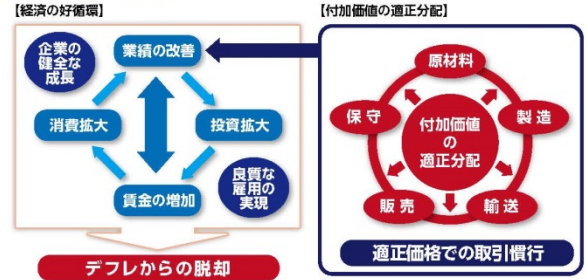 【経済の好循環】
企業の
健全な
成長
業績の改善
消費拡大
投資拡大
賃金の増加
良質な
雇用の
実現
デフレからの脱却
【付加価値の適正分配】
原材料
保守
製造
付加価値
の
適正分配
販売
輸送
適正価格での取引慣行